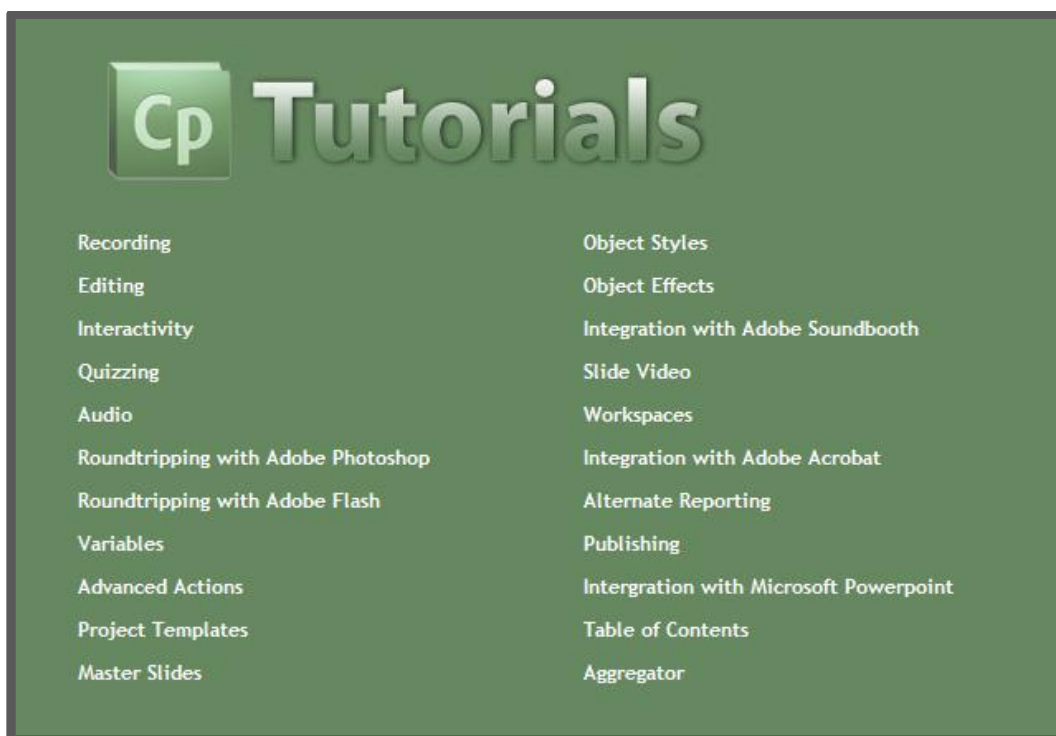 Cp Tutorials
Recording
Editing
Interactivity
Quizzing
Audio
Roundtripping with Adobe Photoshop
Roundtripping with Adobe Flash
Variables
Advanced Actions
Project Templates
Master Slides
Object Styles
Object Effects
Integration with Adobe Soundbooth
Slide Video
Workspaces
Integration with Adobe Acrobat
Alternate Reporting
Publishing
Intergration with Microsoft Powerpoint
Table of Contents
Aggregator